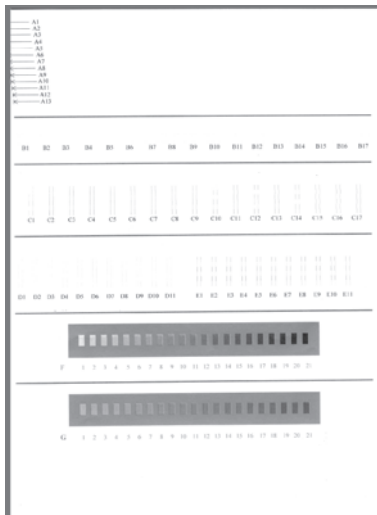 A1
A2
A3
A4
A5
A6
A7
A8
A9
A10
A11
A12
A13
B1 B2 B3 B4 B5 B6 B7 B8 B9 B10 B11 B12 B13 B14 B15 B16 B17
C1 C2 C3 C4 C5 C6 C7 C8 C9 C10 C11 C12 C13 C14 C15 C16 C17
D1 D2 D3 D4 D5 D6 D7 D8 D9 D10 D11 E1 E2 E3 E4 E5 E6 E7 E8 E9 E10 E11
F 1 2 3 4 5 6 7 8 9 10 11 12 13 14 15 16 17 18 19 20 21
G 1 2 3 4 5 6 7 8 9 10 11 12 13 14 15 16 17 18 19 20 21